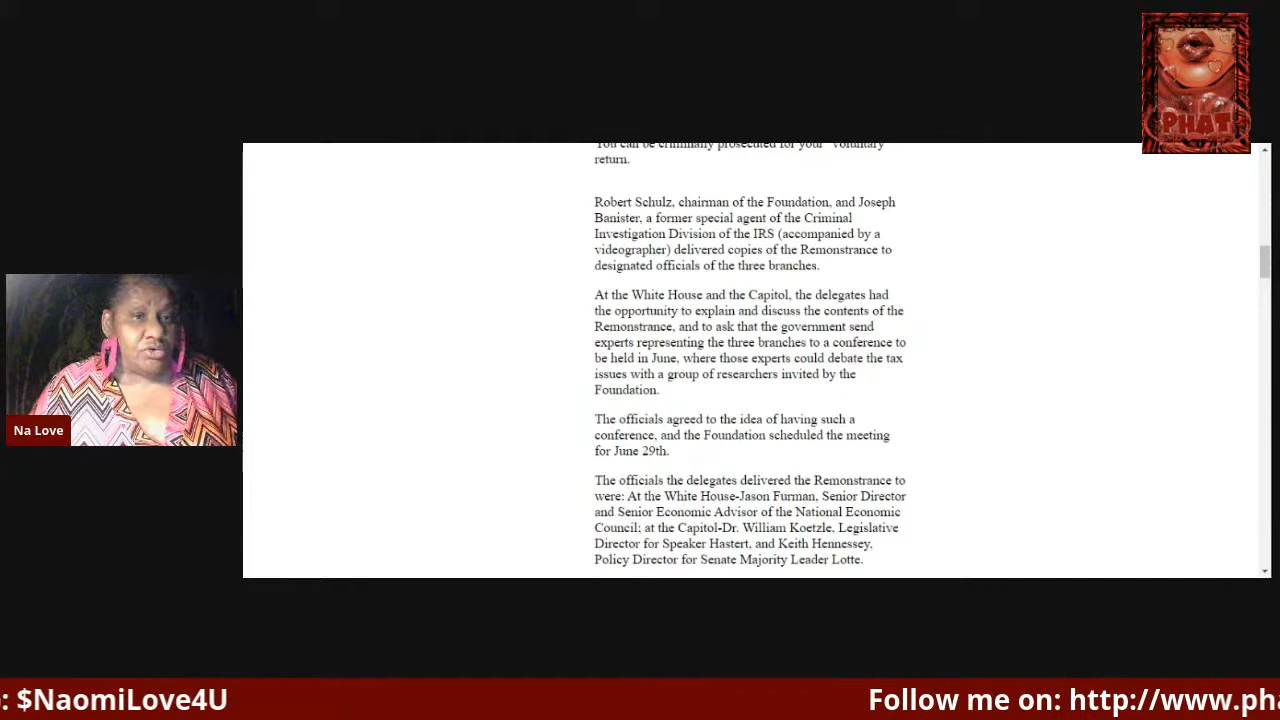 PHAT
You can be criminally prosecuted for your "voluntary
return.
Robert Schulz, chairman of the Foundation, and Joseph
Banister, a former special agent of the Criminal
Investigation Division of the IRS (accompanied by a
videographer) delivered copies of the Remonstrance to
designated officials of the three branches.
At the White House and the Capitol, the delegates had
the opportunity to explain and discuss the contents of the
Remonstrance, and to ask that the government send
experts representing the three branches to a conference to
be held in June, where those experts could debate the tax
issues with a group of researchers invited by the
Foundation.
The officials agreed to the idea of having such a
conference, and the Foundation scheduled the meeting
for June 29th.
The officials the delegates delivered the Remonstrance to
were: At the White House-Jason Furman, Senior Director
and Senior Economic Advisor of the National Economic
Council; at the Capitol-Dr. William Koetzle, Legislative
Director for Speaker Hastert, and Keith Hennessey,
Policy Director for Senate Majority Leader Lotte.
Na Love
: $NaomiLove4U
Follow me on: http://www.pha